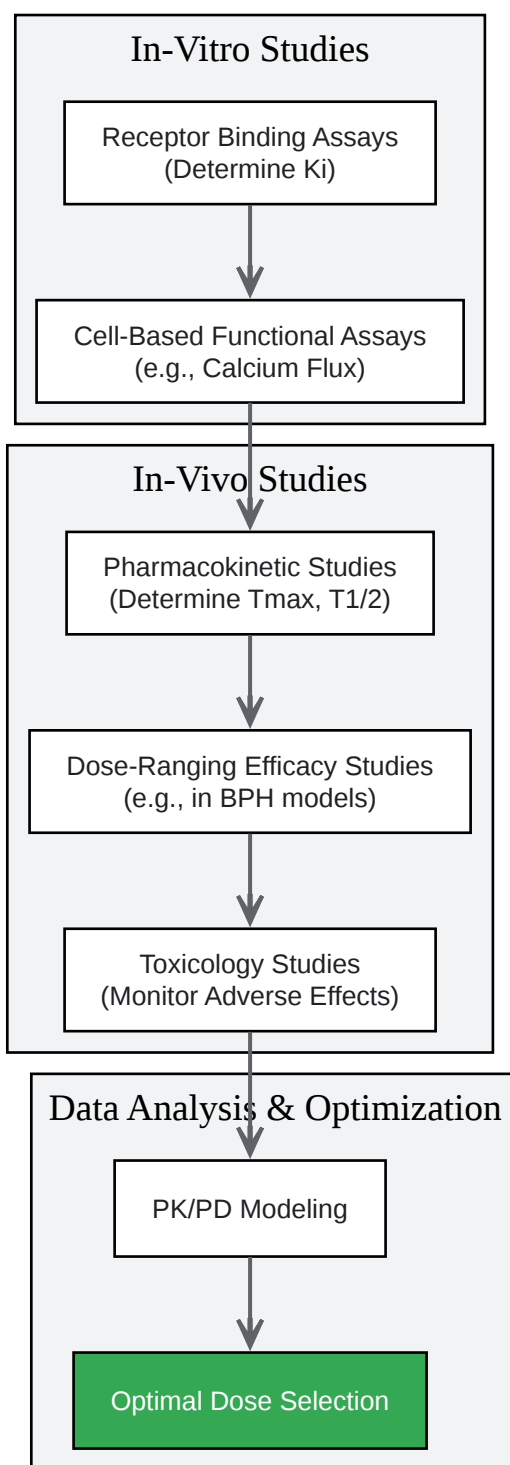 In-Vitro Studies
Receptor Binding Assays
(Determine Ki)
Cell-Based Functional Assays
(e.g., Calcium Flux)
In-Vivo Studies
Pharmacokinetic Studies
(Determine Tmax, T1/2)
Dose-Ranging Efficacy Studies
(e.g., in BPH models)
Toxicology Studies
(Monitor Adverse Effects)
Data Analysis & Optimization
PK/PD Modeling
Optimal Dose Selection